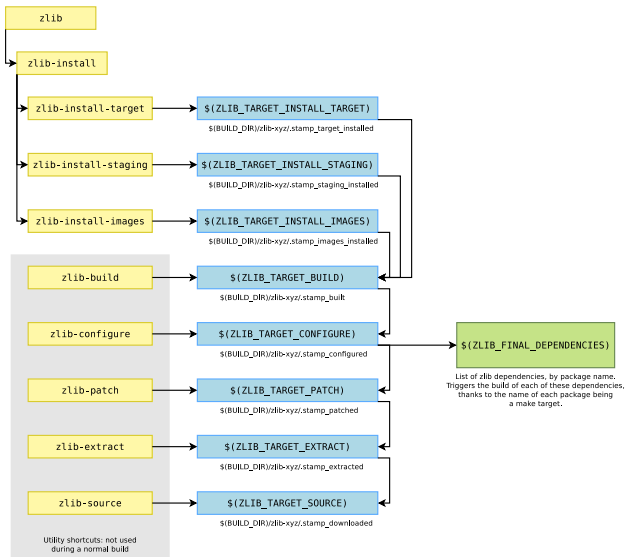 zlib
zlib-install
zlib-install-target
$(ZLIB_TARGET_INSTALL_TARGET)
$(BUILD_DIR)/zlib-xyz/.stamp_target_installed
zlib-install-staging
$(ZLIB_TARGET_INSTALL_STAGING)
$(BUILD_DIR)/zlib-xyz/.stamp_staging_installed
zlib-install-images
$(ZLIB_TARGET_INSTALL_IMAGES)
$(BUILD_DIR)/zlib-xyz/.stamp_images_installed
zlib-build
$(ZLIB_TARGET_BUILD)
$(BUILD_DIR)/zlib-xyz/.stamp_built
zlib-configure
$(ZLIB_TARGET_CONFIGURE)
$(BUILD_DIR)/zlib-xyz/.stamp_configured
$(ZLIB_FINAL_DEPENDENCIES)
List of zlib dependencies, by package name.
Triggers the build of each of these dependencies,
thanks to the name of each package being
a make target.
zlib-patch
$(ZLIB_TARGET_PATCH)
$(BUILD_DIR)/zlib-xyz/.stamp_patched
zlib-extract
$(ZLIB_TARGET_EXTRACT)
$(BUILD_DIR)/zlib-xyz/.stamp_extracted
zlib-source
$(ZLIB_TARGET_SOURCE)
$(BUILD_DIR)/zlib-xyz/.stamp_downloaded
Utility shortcuts: not used
during a normal build